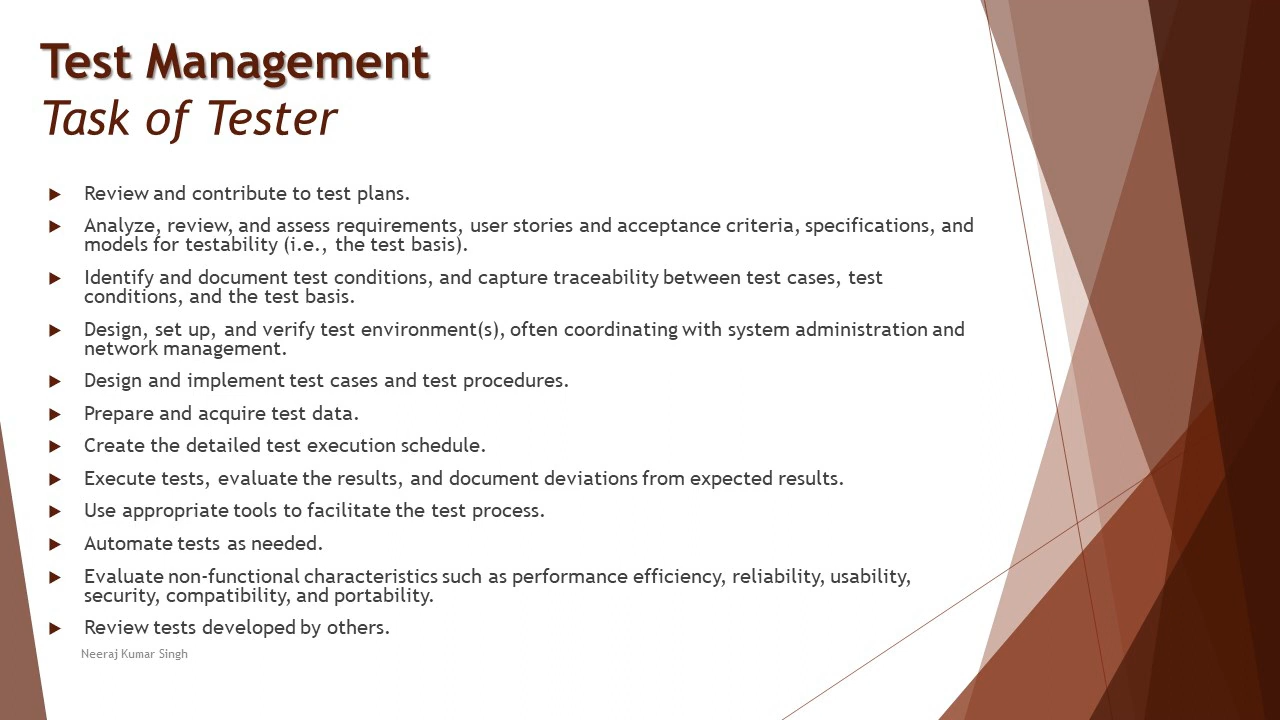 Test Management
Task of Tester
Review and contribute to test plans.
Analyze, review, and assess requirements, user stories and acceptance criteria, specifications, and
models for testability (i.e., the test basis).
Identify and document test conditions, and capture traceability between test cases, test
conditions, and the test basis.
Design, set up, and verify test environment(s), often coordinating with system administration and
network management.
Design and implement test cases and test procedures.
Prepare and acquire test data.
Create the detailed test execution schedule.
Execute tests, evaluate the results, and document deviations from expected results.
Use appropriate tools to facilitate the test process.
Automate tests as needed.
Evaluate non-functional characteristics such as performance efficiency, reliability, usability,
security, compatibility, and portability.
Review tests developed by others.
Neeraj Kumar Singh